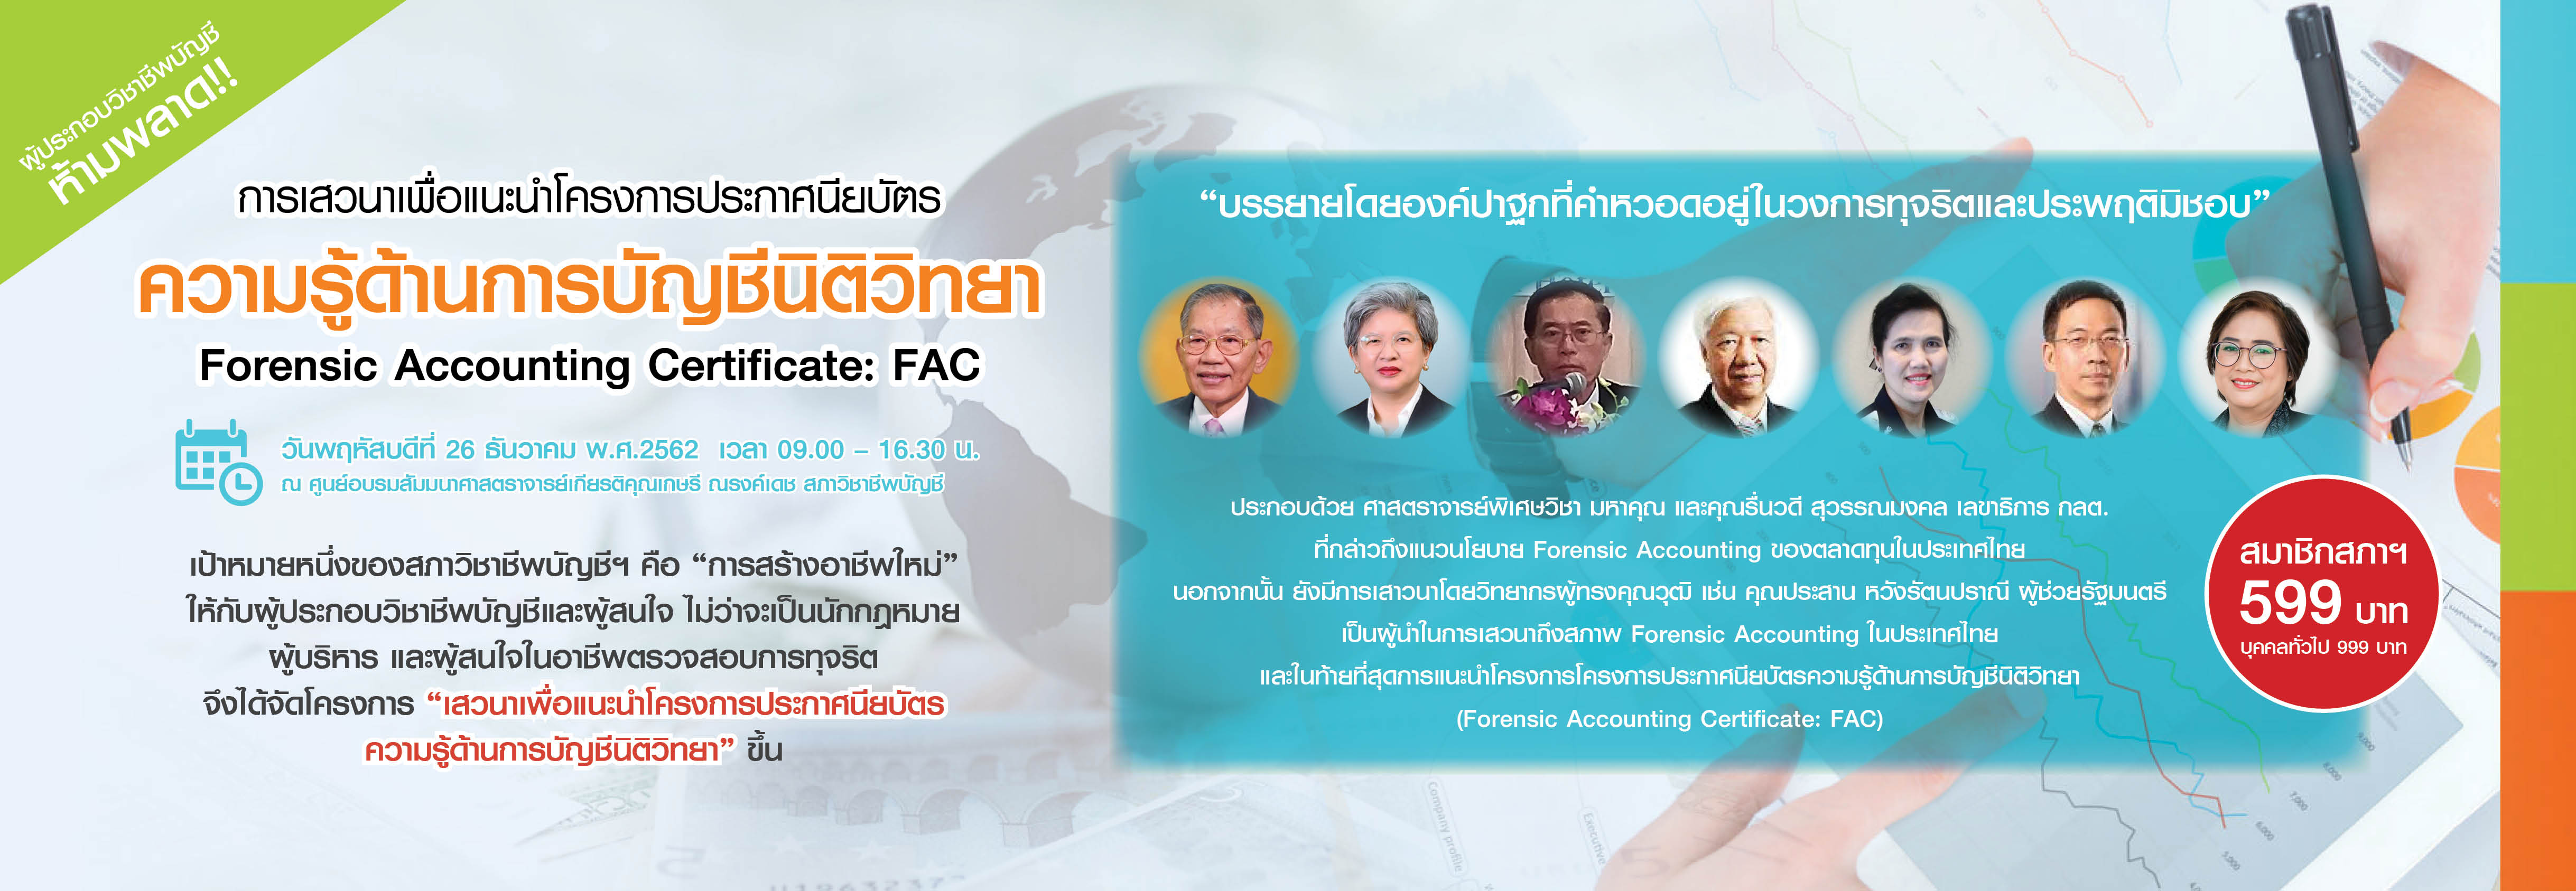 ผู้ประกอบวิชาชีพบัญชี
ห้ามพลาด!!
การเสวนาเพื่อแนะนำโครงการประกาศนียบัตร
ความรู้ด้านการบัญชีนิติวิทยา
Forensic Accounting Certificate: FAC
วันพฤหัสบดีที่ 26 ธันวาคม พ.ศ.2562 เวลา 09.00 – 16.30 น.
ณ ศูนย์อบรมสัมมนาศาสตราจารย์เกียรติคุณเกษรี ณรงค์เดช สภาวิชาชีพบัญชี
เป้าหมายหนึ่งของสภาวิชาชีพบัญชีฯ คือ “การสร้างอาชีพใหม่”
ให้กับผู้ประกอบวิชาชีพบัญชีและผู้สนใจ ไม่ว่าจะเป็นนักกฎหมาย
ผู้บริหาร และผู้สนใจในอาชีพตรวจสอบการทุจริต
จึงได้จัดโครงการ “เสวนาเพื่อแนะนำโครงการประกาศนียบัตร
ความรู้ด้านการบัญชีนิติวิทยา” ขึ้น
“บรรยายโดยองค์ปาฐกที่คำหวอดอยู่ในวงการทุจริตและประพฤติมิชอบ”
ประกอบด้วย ศาสตราจารย์พิเศษวิชา มหาคุณ และคุณรื่นวดี สุวรรณมงคล เลขาธิการ กลต.
ที่กล่าวถึงแนวนโยบาย Forensic Accounting ของตลาดทุนในประเทศไทย
นอกจากนั้น ยังมีการเสาวนาโดยวิทยากรผู้ทรงคุณวุฒิ เช่น คุณประสาน หวังรัตนปราณี ผู้ช่วยรัฐมนตรี
เป็นผู้นำในการเสวนาถึงสภาพ Forensic Accounting ในประเทศไทย
และในท้ายที่สุดการแนะนำโครงการโครงการประกาศนียบัตรความรู้ด้านการบัญชีนิติวิทยา
(Forensic Accounting Certificate: FAC)
สมาชิกสภาฯ
599 บาท
บุคคลทั่วไป 999 บาท
Company profile
Executive
9,000
8,000
7,000
6,000
5,000